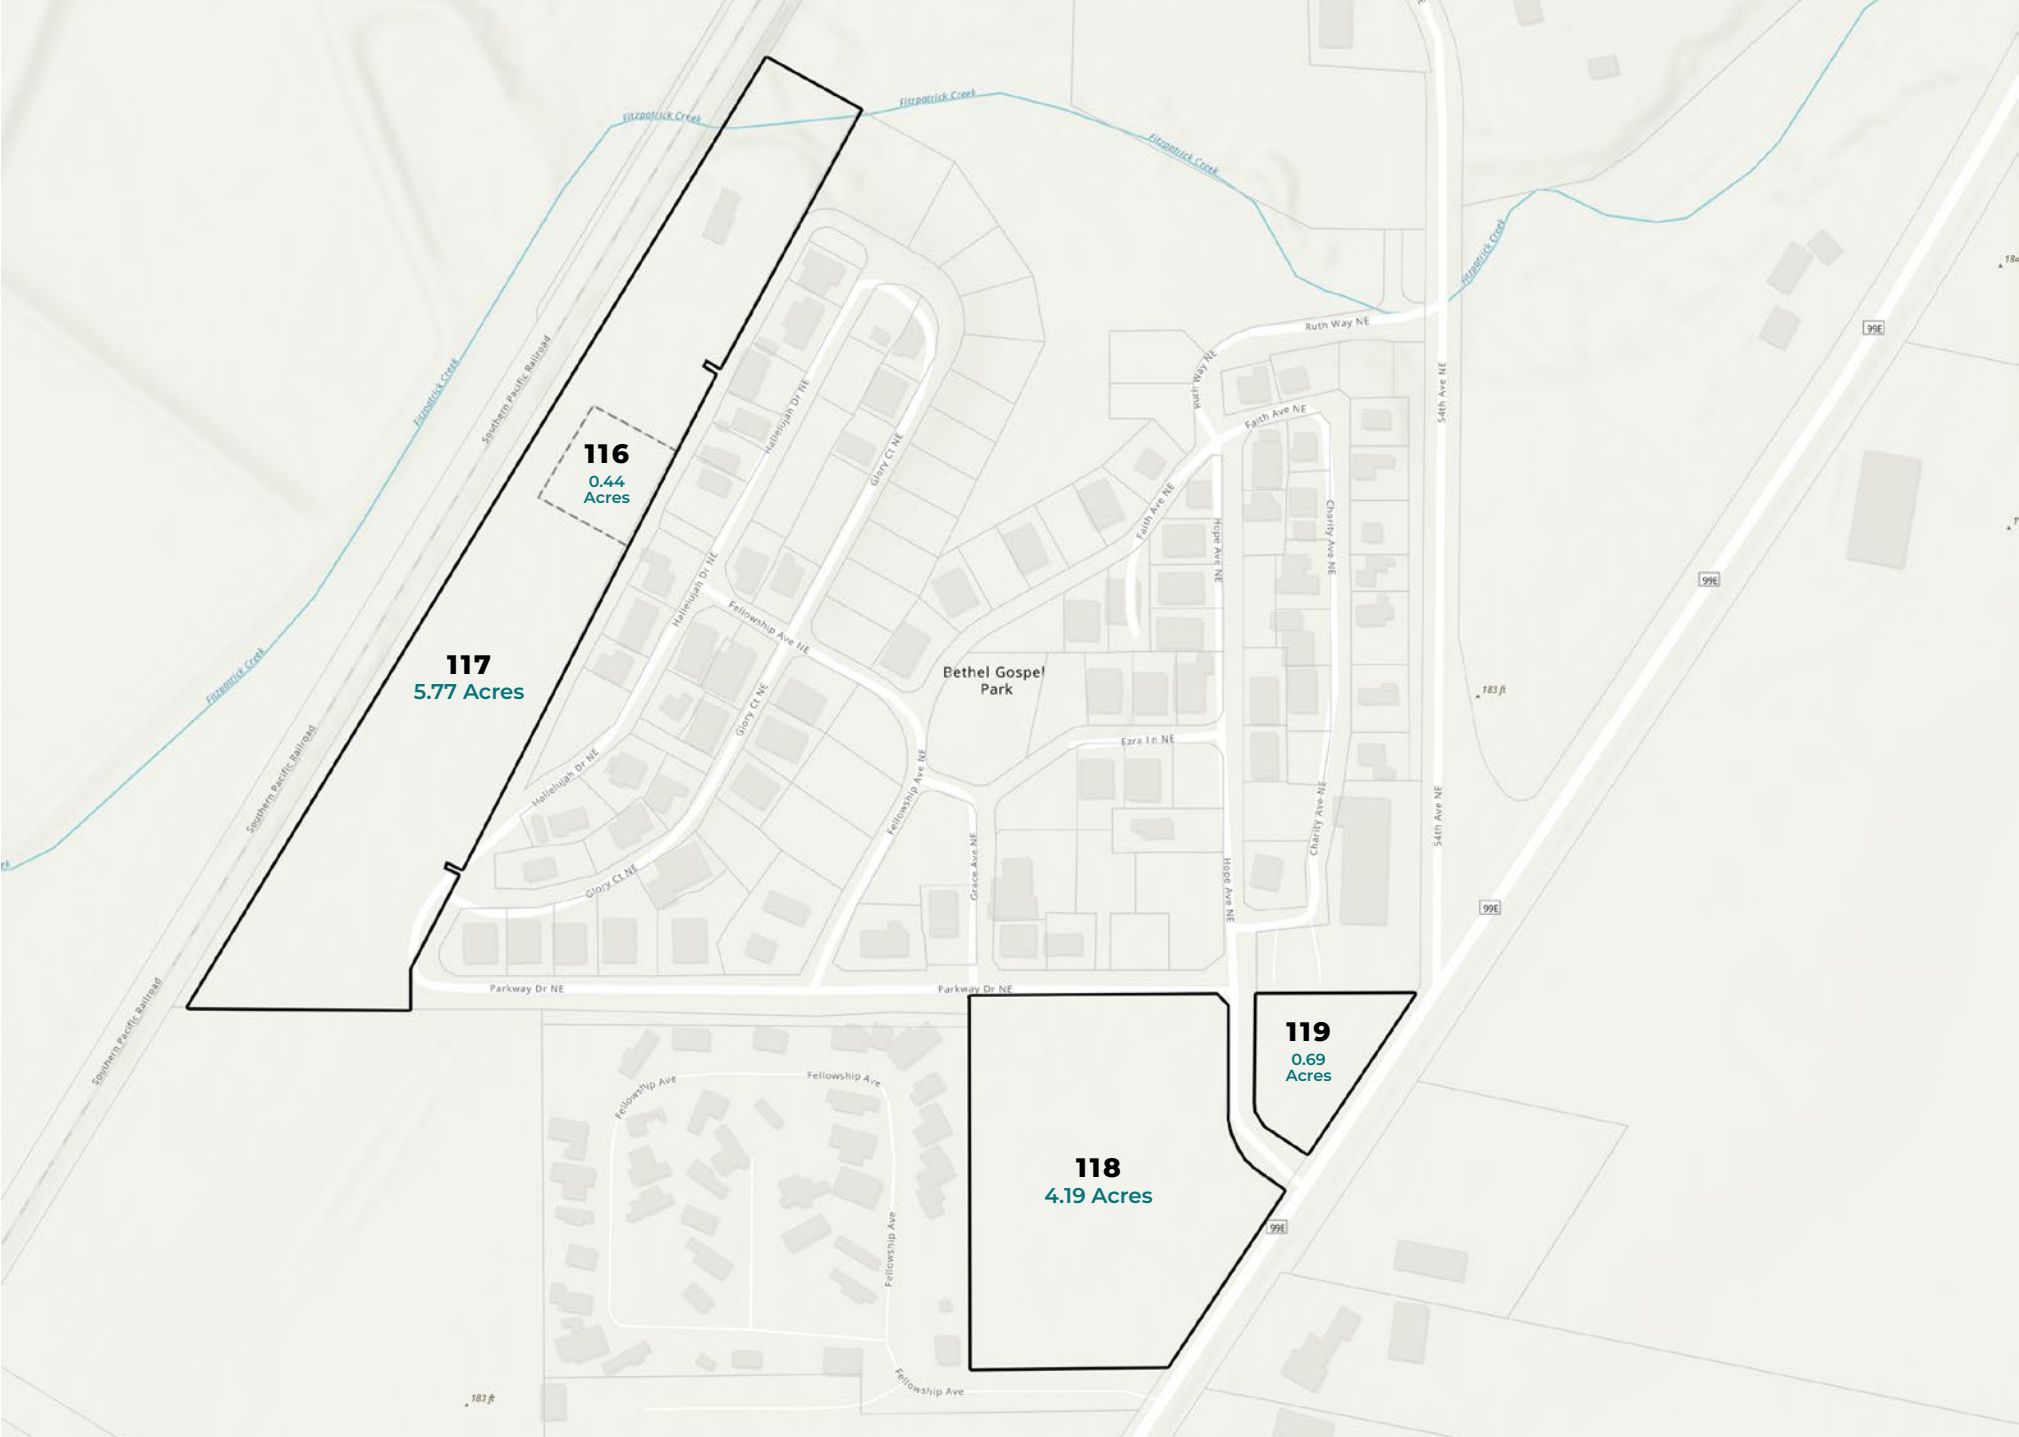 Fitzpatrick Creek
Fitzpatrick Creek
Fitzpatrick Creek
Fitzpatrick Creek
99E
Ruth Way NE
Ruth Way NE
Southern Pacific Railroad
Fitzpatrick Creek
Hallelujah Dr NE
Faith Ave NE
54th Ave NE
116
0.44
Acres
Glory Ct NE
Faith Ave NE
Hope Ave NE
Charity Ave NE
99E
Hallelujah Dr NE
Fellowship Ave NE
117
5.77 Acres
Fitzpatrick Creek
Bethel Gospel
Park
183 ft
Glory Ct NE
Southern Pacific Railroad
Hallelujah Dr NE
Ezra Ln NE
Fellowship Ave NE
Charity Ave NE
54th Ave NE
Grace Ave NE
Hope Ave NE
Glory Ct NE
99E
Parkway Dr NE
Parkway Dr NE
Southern Pacific Railroad
119
0.69
Acres
Fellowship Ave
Fellowship Ave
118
4.19 Acres
Fellowship Ave
99E
Fellowship Ave
183 ft